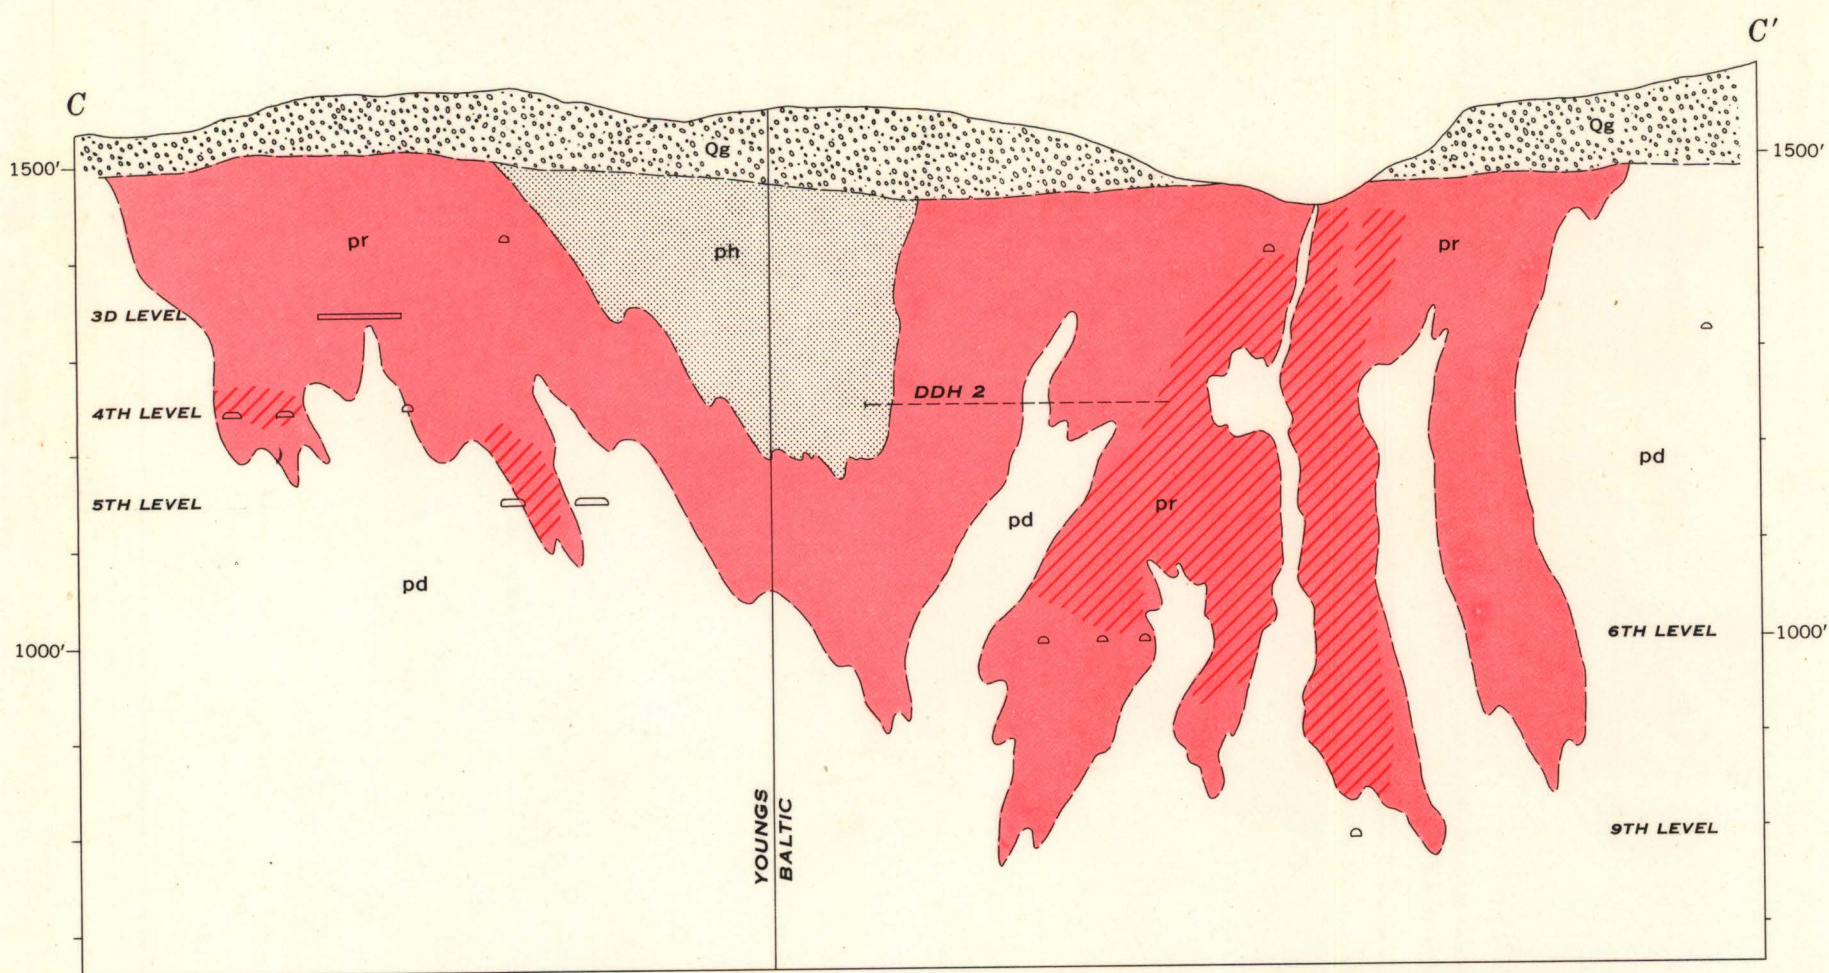 C'
C
Qg
Qg
1500'
1500'
pr
ph
pr
3D LEVEL
DDH 2
4TH LEVEL
pd
5TH LEVEL
pr
pd
pd
6TH LEVEL
1000'
1000'
YOUNGS
BALTIC
9TH LEVEL